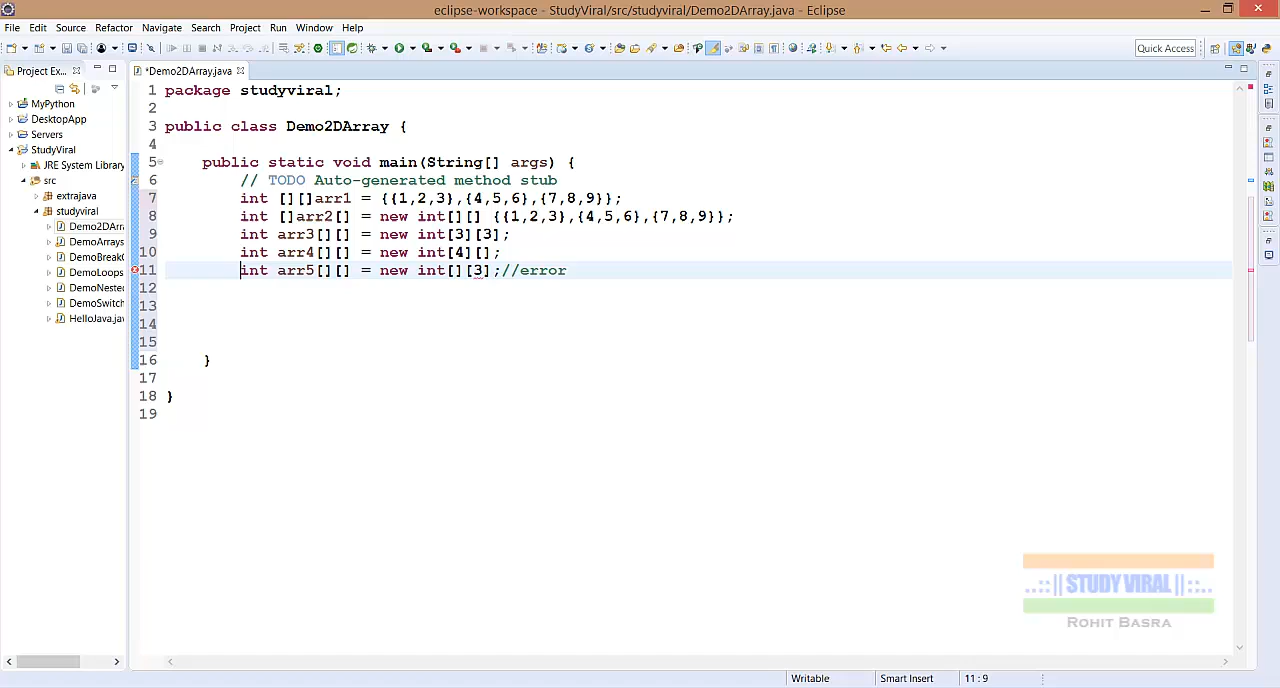 eclipse-workspace - StudyViral/src/studyviral/Demo2DArray.java - Eclipse
File Edit Source Refactor Navigate Search Project Run Window Help
Quick Access
Project Ex...
*Demo2DArray.java
MyPython
DesktopApp
Servers
StudyViral
JRE System Library
src
extrajava
studyviral
Demo2DArr
DemoArrays
DemoBreak
DemoLoops
DemoNeste
DemoSwitch
HelloJava.jav
1 package studyviral;
2
3 public class Demo2DArray {
4
5 public static void main(String[] args) {
6 // TODO Auto-generated method stub
7 int [][]arr1 = {{1,2,3},{4,5,6},{7,8,9}};
8 int []arr2[] = new int[][] {{1,2,3},{4,5,6},{7,8,9}};
9 int arr3[][] = new int[3][3];
10 int arr4[][] = new int[4][];
11 int arr5[][] = new int[][3];//error
12
13
14
15
16 }
17
18 }
19
..::|| STUDY VIRAL ||::..
ROHIT BASRA
Writable Smart Insert 11 : 9